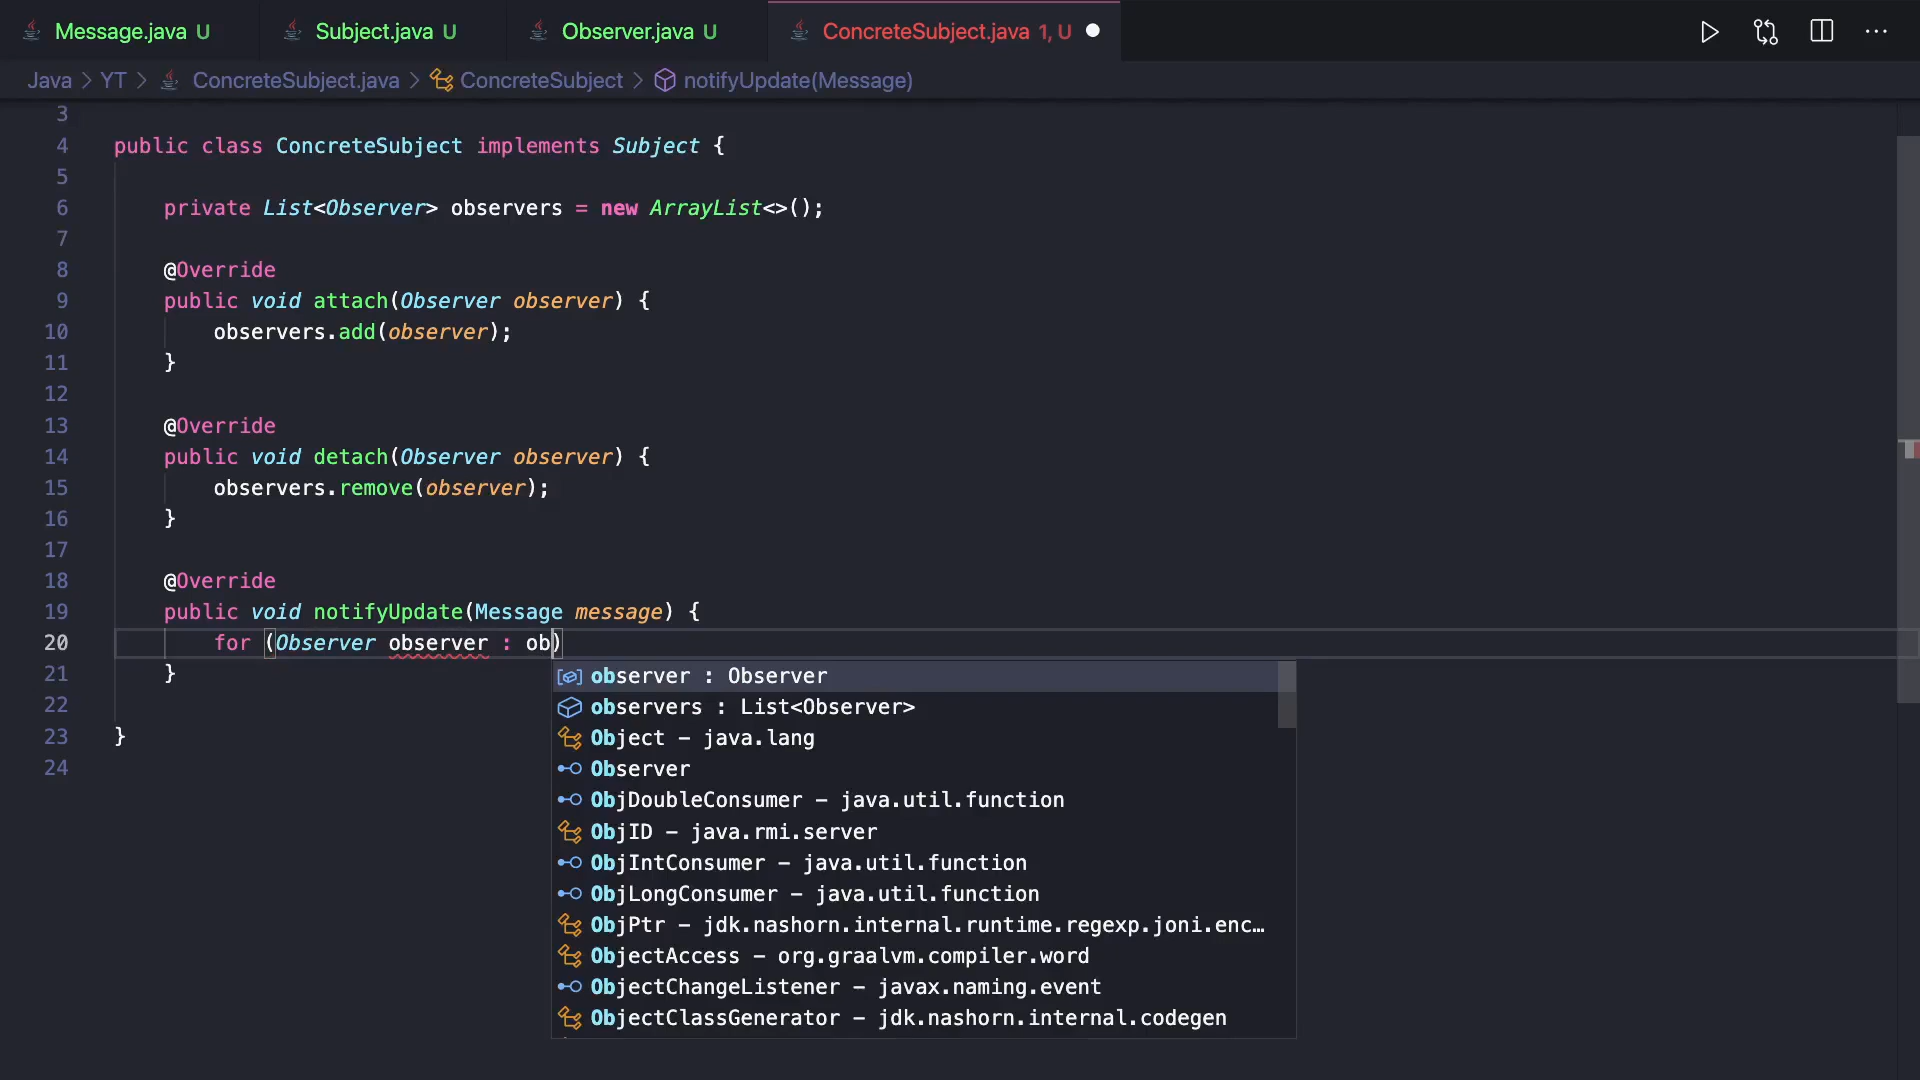 Message.java U Subject.java U Observer.java U ConcreteSubject.java 1, U
Java > YT > ConcreteSubject.java > ConcreteSubject > notifyUpdate(Message)
3
4 public class ConcreteSubject implements Subject {
5
6 private List<Observer> observers = new ArrayList<>();
7
8 @Override
9 public void attach(Observer observer) {
10 observers.add(observer);
11 }
12
13 @Override
14 public void detach(Observer observer) {
15 observers.remove(observer);
16 }
17
18 @Override
19 public void notifyUpdate(Message message) {
20 for (Observer observer : ob)
21 }
22
23 }
24
observer : Observer
observers : List<Observer>
Object – java.lang
Observer
ObjDoubleConsumer – java.util.function
ObjID – java.rmi.server
ObjIntConsumer – java.util.function
ObjLongConsumer – java.util.function
ObjPtr – jdk.nashorn.internal.runtime.regexp.joni.enc…
ObjectAccess – org.graalvm.compiler.word
ObjectChangeListener – javax.naming.event
ObjectClassGenerator – jdk.nashorn.internal.codegen